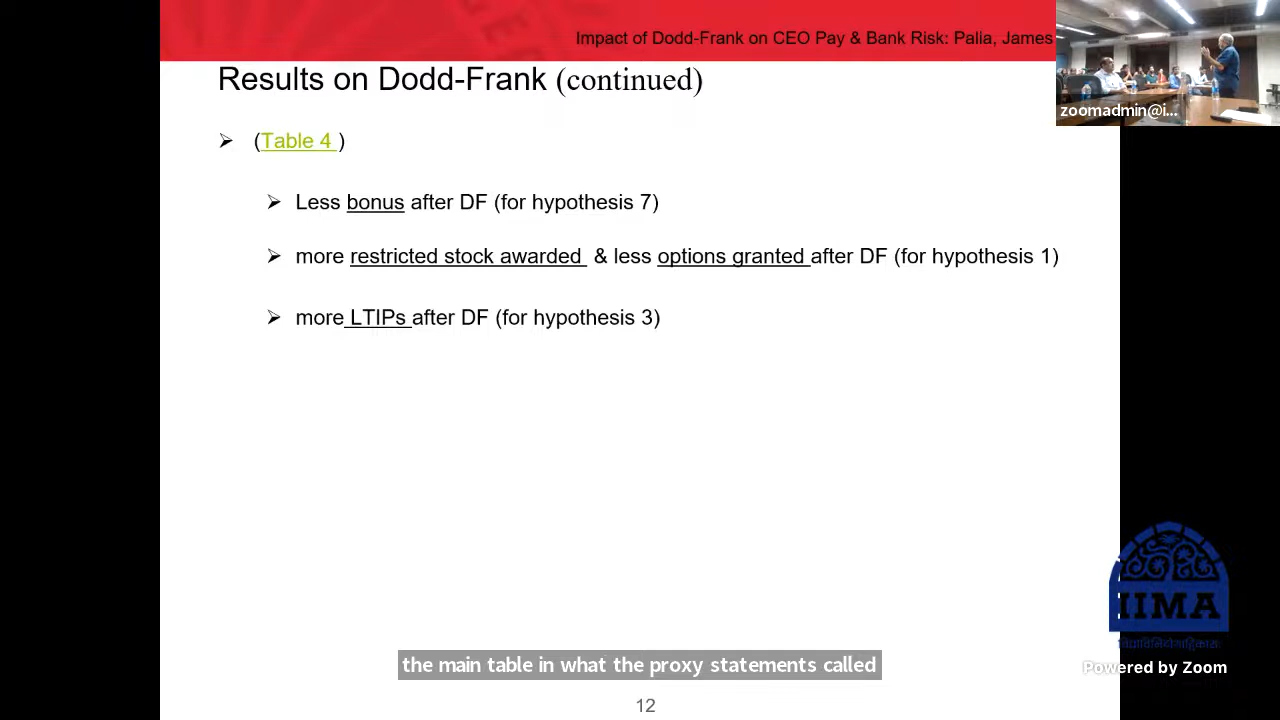 Impact of Dodd-Frank on CEO Pay & Bank Risk: Palia, James
zoomadmin@i...
Results on Dodd-Frank (continued)
➢ (Table 4 )
➢ Less bonus after DF (for hypothesis 7)
➢ more restricted stock awarded & less options granted after DF (for hypothesis 1)
➢ more LTIPs after DF (for hypothesis 3)
IIMA
the main table in what the proxy statements called
Powered by Zoom
12